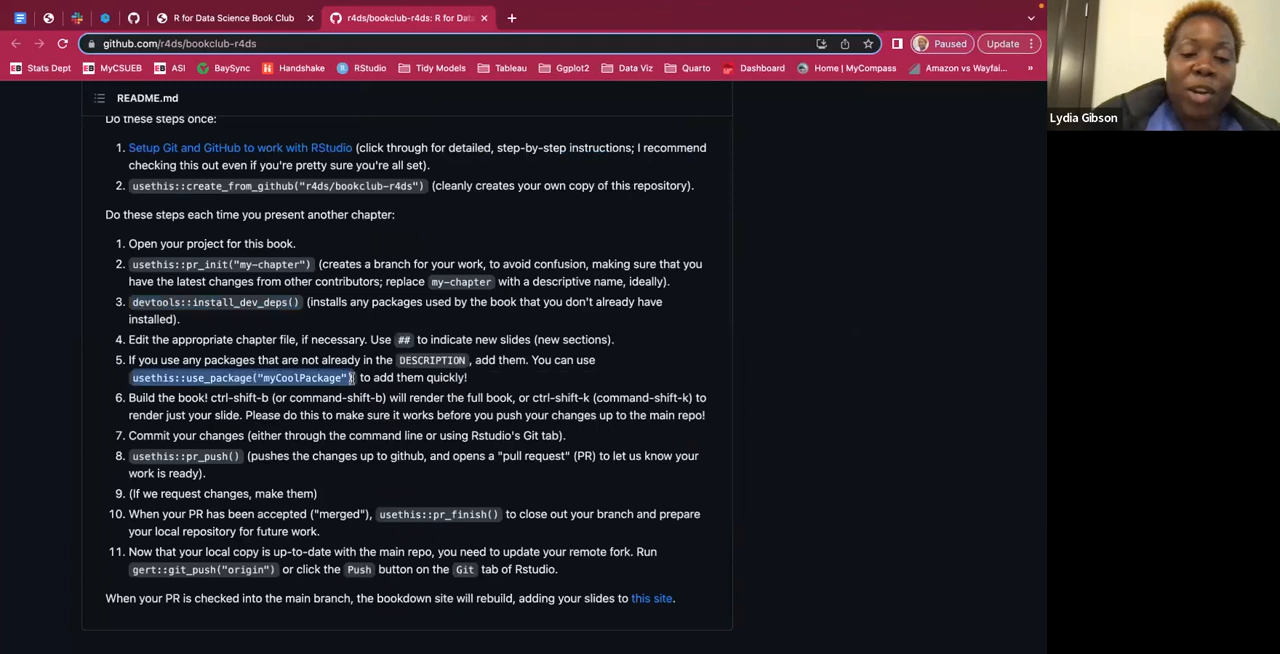 R for Data Science Book Club
r4ds/bookclub-r4ds: R for Data
github.com/r4ds/bookclub-r4ds
Paused
Update
Stats Dept
MyCSUEB
ASI
BaySync
Handshake
RStudio
Tidy Models
Tableau
Ggplot2
Data Viz
Quarto
Dashboard
Home | MyCompass
Amazon vs Wayfai...
»
README.md
Do these steps once:
1. Setup Git and GitHub to work with RStudio (click through for detailed, step-by-step instructions; I recommend
checking this out even if you're pretty sure you're all set).
2. usethis::create_from_github("r4ds/bookclub-r4ds") (cleanly creates your own copy of this repository).
Do these steps each time you present another chapter:
1. Open your project for this book.
2. usethis::pr_init("my-chapter") (creates a branch for your work, to avoid confusion, making sure that you
have the latest changes from other contributors; replace my-chapter with a descriptive name, ideally).
3. devtools::install_dev_deps() (installs any packages used by the book that you don't already have
installed).
4. Edit the appropriate chapter file, if necessary. Use ## to indicate new slides (new sections).
5. If you use any packages that are not already in the DESCRIPTION, add them. You can use
usethis::use_package("myCoolPackage") to add them quickly!
6. Build the book! ctrl-shift-b (or command-shift-b) will render the full book, or ctrl-shift-k (command-shift-k) to
render just your slide. Please do this to make sure it works before you push your changes up to the main repo!
7. Commit your changes (either through the command line or using Rstudio's Git tab).
8. usethis::pr_push() (pushes the changes up to github, and opens a "pull request" (PR) to let us know your
work is ready).
9. (If we request changes, make them)
10. When your PR has been accepted ("merged"), usethis::pr_finish() to close out your branch and prepare
your local repository for future work.
11. Now that your local copy is up-to-date with the main repo, you need to update your remote fork. Run
gert::git_push("origin") or click the Push button on the Git tab of Rstudio.
When your PR is checked into the main branch, the bookdown site will rebuild, adding your slides to this site.
Lydia Gibson